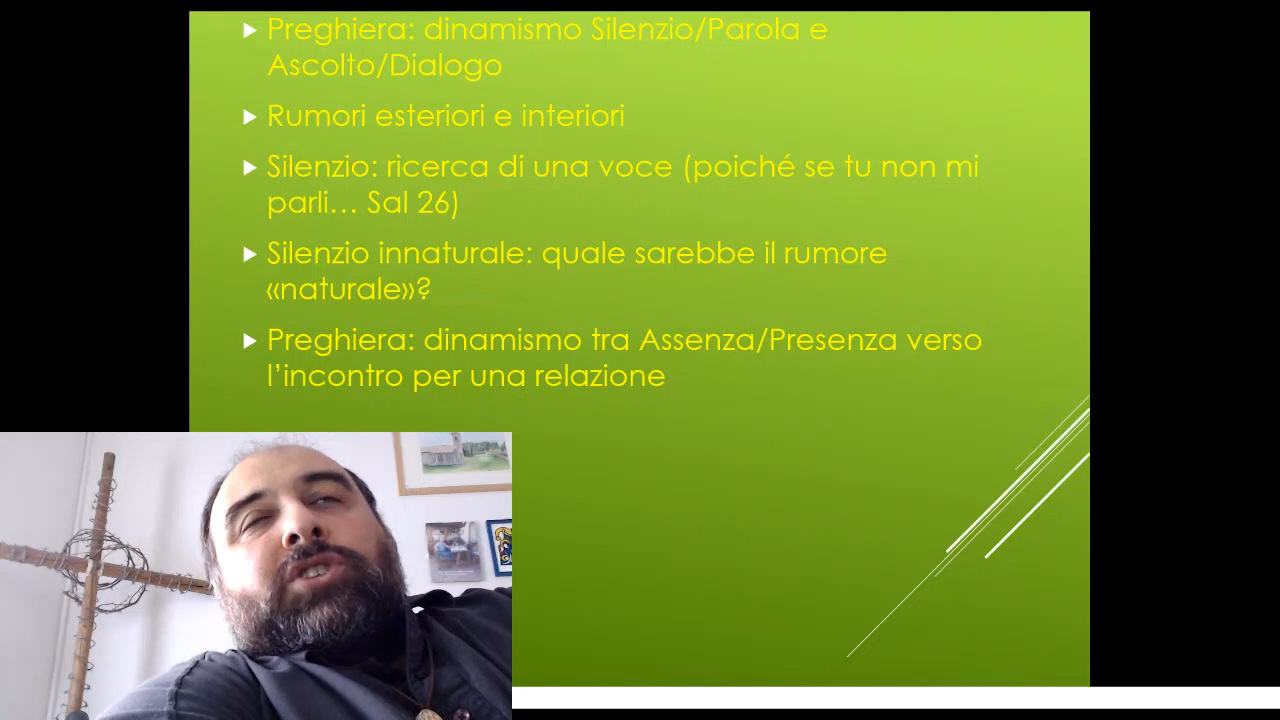 Preghiera: dinamismo Silenzio/Parola e
Ascolto/Dialogo
Rumori esteriori e interiori
Silenzio: ricerca di una voce (poiché se tu non mi
parli... Sal 26)
Silenzio innaturale: quale sarebbe il rumore
«naturale»?
Preghiera: dinamismo tra Assenza/Presenza verso
l'incontro per una relazione